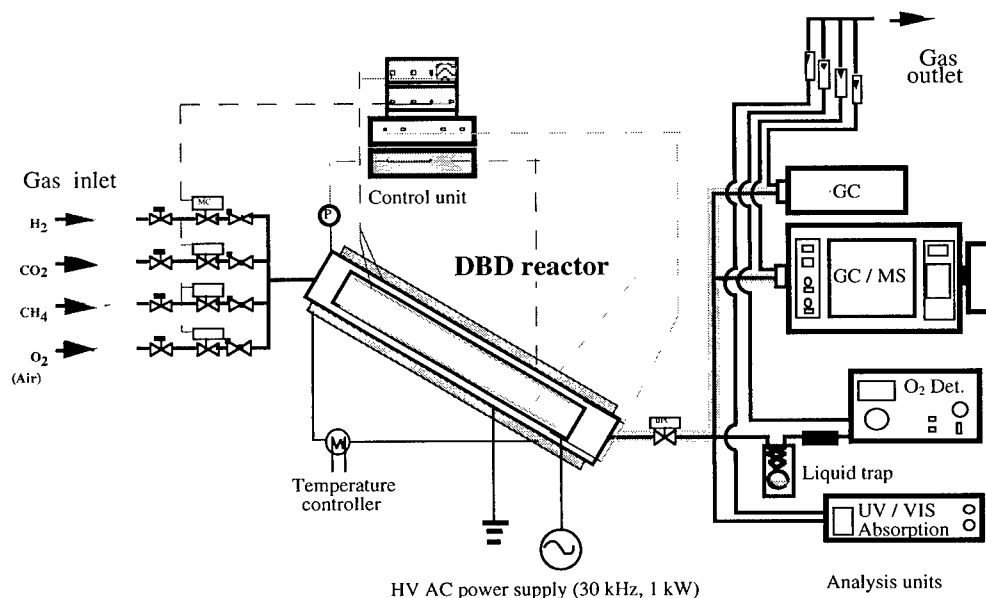 Gas inlet
H2
CO2
CH4
O2
(Air)
MC
P
Control unit
DBD reactor
M
Temperature
controller
HV AC power supply (30 kHz, 1 kW)
Gas
outlet
GC
GC / MS
O2 Det.
Liquid trap
UV / VIS
Absorption
Analysis units